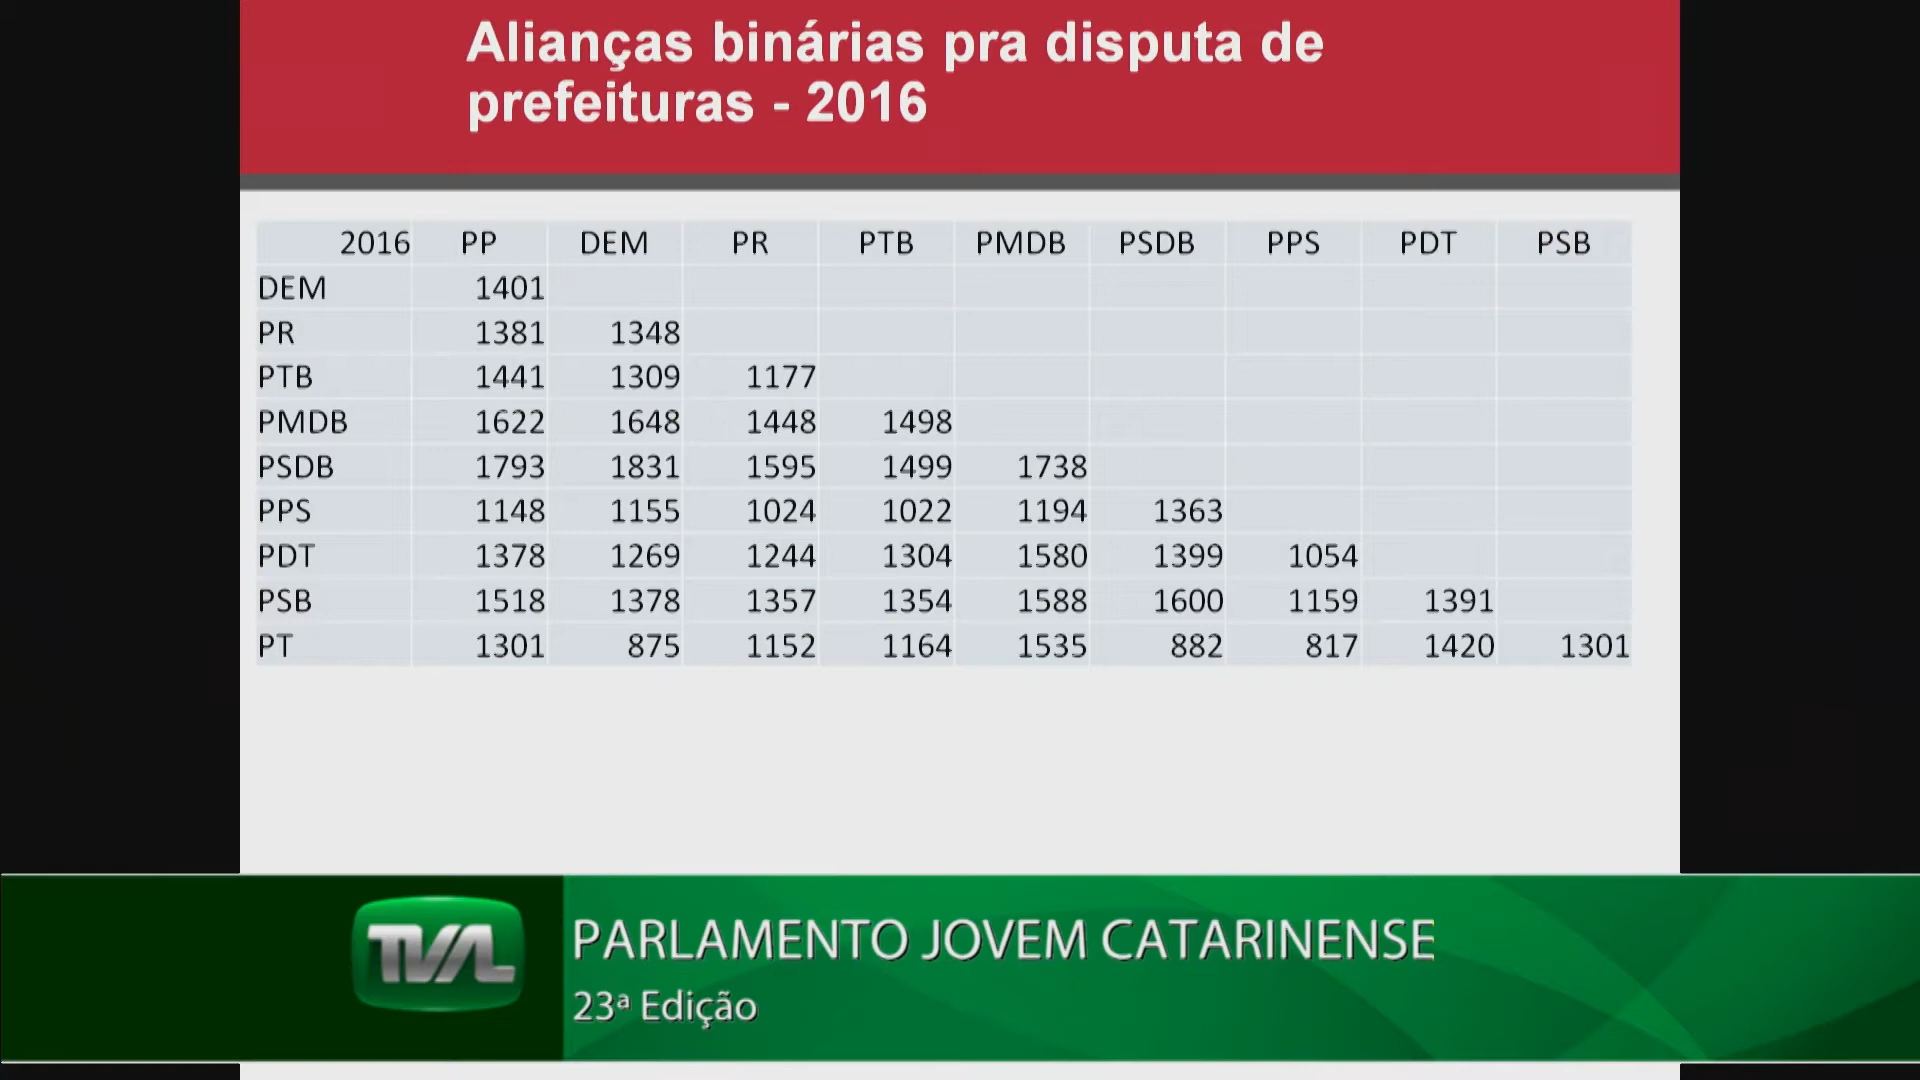 Alianças binárias pra disputa de
prefeituras - 2016
2016 PP DEM PR PTB PMDB PSDB PPS PDT PSB
DEM 1401
PR 1381 1348
PTB 1441 1309 1177
PMDB 1622 1648 1448 1498
PSDB 1793 1831 1595 1499 1738
PPS 1148 1155 1024 1022 1194 1363
PDT 1378 1269 1244 1304 1580 1399 1054
PSB 1518 1378 1357 1354 1588 1600 1159 1391
PT 1301 875 1152 1164 1535 882 817 1420 1301
TVAL
PARLAMENTO JOVEM CATARINENSE
23ª Edição